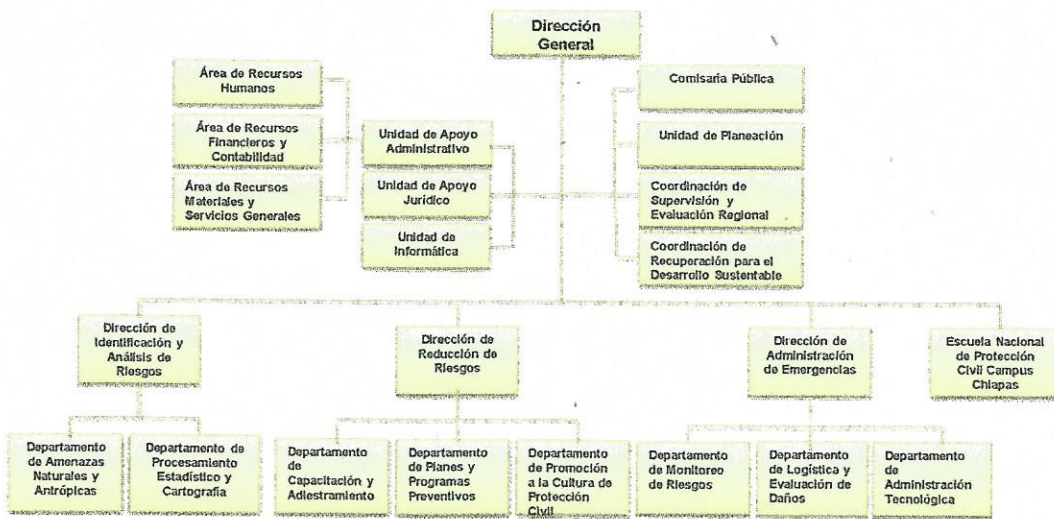 Dirección
General
Área de Recursos
Humanos
Área de Recursos
Financieros y
Contabilidad
Área de Recursos
Materiales y
Servicios Generales
Unidad de Apoyo
Administrativo
Unidad de Apoyo
Jurídico
Unidad de
Informática
Comisaria Pública
Unidad de Planeación
Coordinación de
Supervisión y
Evaluación Regional
Coordinación de
Recuperación para el
Desarrollo Sustentable
Dirección de
Identificación y
Análisis de
Riesgos
Dirección de
Reducción de
Riesgos
Dirección de
Administración
de Emergencias
Escuela Nacional
de Protección
Civil Campus
Chiapas
Departamento
de Amenazas
Naturales y
Antrópicas
Departamento de
Procesamiento
Estadístico y
Cartografía
Departamento
de
Capacitación y
Adiestramiento
Departamento
de Planes y
Programas
Preventivos
Departamento
de Promoción
a la Cultura de
Protección
Civil
Departamento
de Monitoreo
de Riesgos
Departamento
de Logística y
Evaluación de
Daños
Departamento
de
Administración
Tecnológica